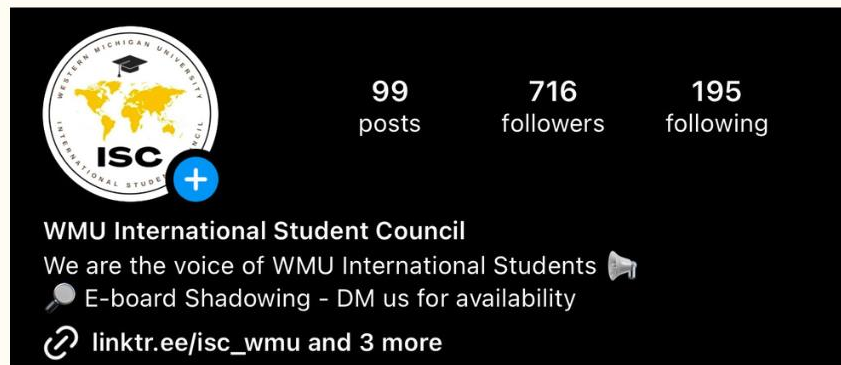 WESTERN MICHIGAN UNIVERSITY
ISC
INTERNATIONAL STUDENT COUNCIL
99 716 195
posts followers following
WMU International Student Council
We are the voice of WMU International Students 📢
🔎 E-board Shadowing - DM us for availability
linktr.ee/isc_wmu and 3 more